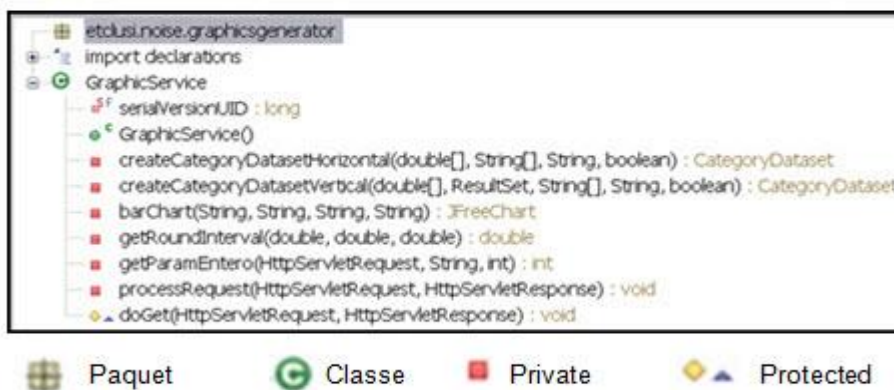 etclusi.noise.graphicsgenerator
import declarations
GraphicService
serialVersionUID : long
GraphicService()
createCategoryDatasetHorizontal(double[], String[], String, boolean) : CategoryDataset
createCategoryDatasetVertical(double[], ResultSet, String[], String, boolean) : CategoryDataset
barChart(String, String, String, String) : JFreeChart
getRoundInterval(double, double, double) : double
getParamEntero(HttpServletRequest, String, int) : int
processRequest(HttpServletRequest, HttpServletResponse) : void
doGet(HttpServletRequest, HttpServletResponse) : void
Paquet Classe Private Protected